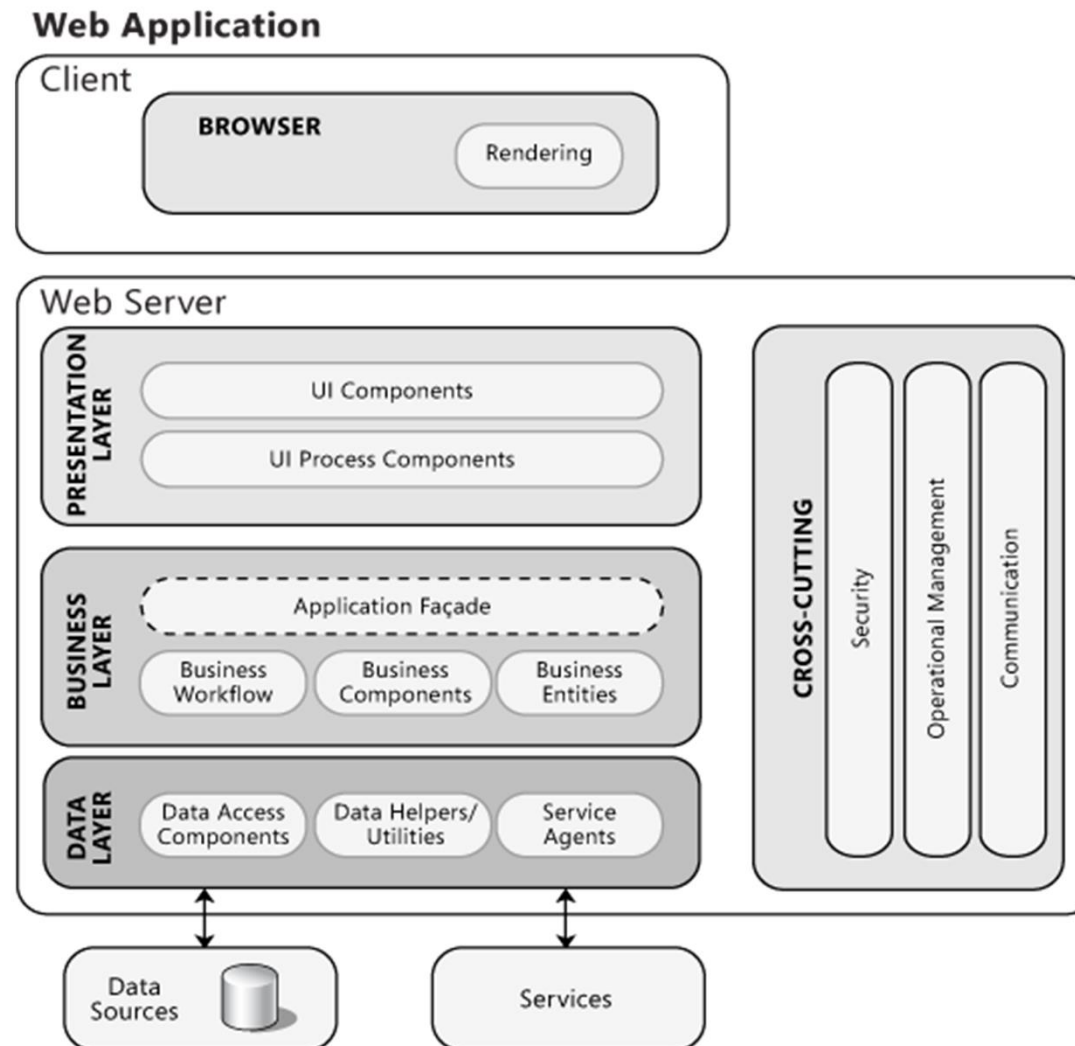 Web Application
Client
BROWSER
Rendering
Web Server
PRESENTATION
LAYER
UI Components
UI Process Components
BUSINESS
LAYER
Application Façade
Business
Workflow
Business
Components
Business
Entities
DATA
LAYER
Data Access
Components
Data Helpers/
Utilities
Service
Agents
CROSS-CUTTING
Security
Operational Management
Communication
Data
Sources
Services